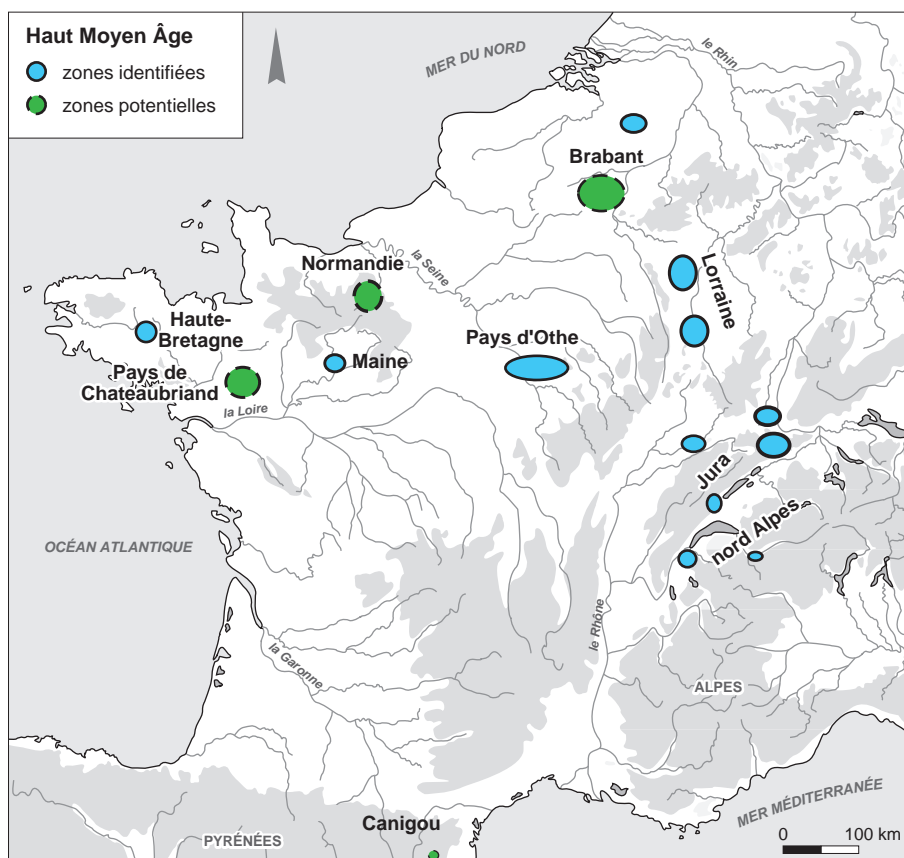 Haut Moyen Âge
zones identifiées
zones potentielles
MER DU NORD
le Rhin
Brabant
Normandie
la Seine
Lorraine
Haute-
Bretagne
Maine
Pays d'Othe
Pays de
Chateaubriand
la Loire
Jura
nord Alpes
OCÉAN ATLANTIQUE
le Rhône
la Garonne
ALPES
MER MÉDITERRANÉE
Canigou
PYRÉNÉES
0 100 km